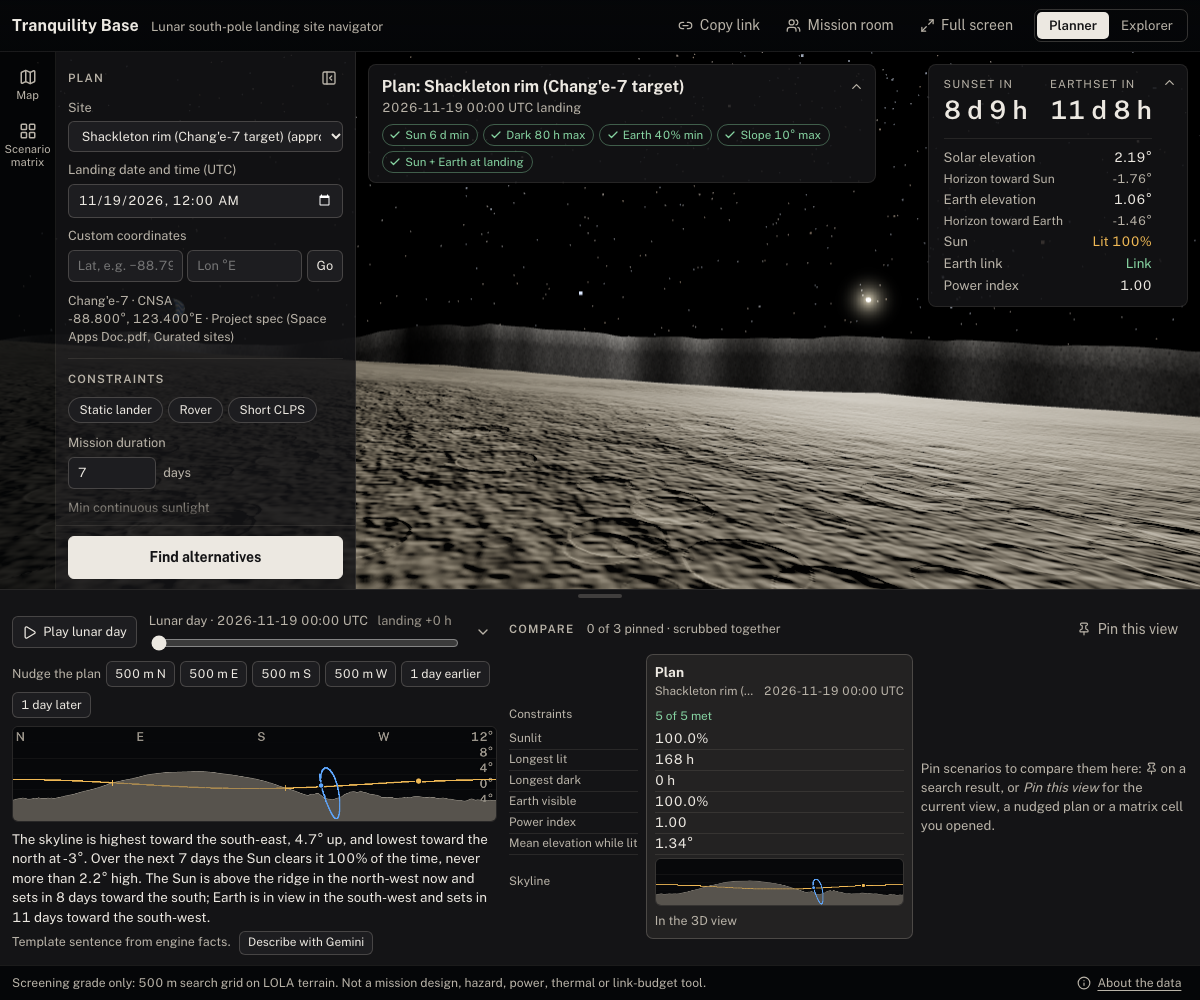 Tranquility Base Lunar south-pole landing site navigator Copy link Mission room Full screen Planner Explorer
Map
Scenario matrix
PLAN
Site
Shackleton rim (Chang'e-7 target) (appro
Landing date and time (UTC)
11/19/2026, 12:00 AM
Custom coordinates
Lat, e.g. −88.79 Lon °E Go
Chang'e-7 · CNSA
-88.800°, 123.400°E · Project spec (Space
Apps Doc.pdf, Curated sites)
CONSTRAINTS
Static lander Rover Short CLPS
Mission duration
7 days
Min continuous sunlight
Find alternatives
Plan: Shackleton rim (Chang'e-7 target)
2026-11-19 00:00 UTC landing
Sun 6 d min Dark 80 h max Earth 40% min Slope 10° max
Sun + Earth at landing
SUNSET IN EARTHSET IN
8 d 9 h 11 d 8 h
Solar elevation 2.19°
Horizon toward Sun -1.76°
Earth elevation 1.06°
Horizon toward Earth -1.46°
Sun Lit 100%
Earth link Link
Power index 1.00
Play lunar day Lunar day · 2026-11-19 00:00 UTC landing +0 h
Nudge the plan 500 m N 500 m E 500 m S 500 m W 1 day earlier
1 day later
N E S W 12°
8°
4°
0°
4°
The skyline is highest toward the south-east, 4.7° up, and lowest toward the
north at -3°. Over the next 7 days the Sun clears it 100% of the time, never
more than 2.2° high. The Sun is above the ridge in the north-west now and
sets in 8 days toward the south; Earth is in view in the south-west and sets in
11 days toward the south-west.
Template sentence from engine facts. Describe with Gemini
COMPARE 0 of 3 pinned · scrubbed together Pin this view
Plan
Shackleton rim (... 2026-11-19 00:00 UTC
Constraints 5 of 5 met
Sunlit 100.0%
Longest lit 168 h
Longest dark 0 h
Earth visible 100.0%
Power index 1.00
Mean elevation while lit 1.34°
Skyline
In the 3D view
Pin scenarios to compare them here: on a
search result, or Pin this view for the
current view, a nudged plan or a matrix cell
you opened.
Screening grade only: 500 m search grid on LOLA terrain. Not a mission design, hazard, power, thermal or link-budget tool. About the data